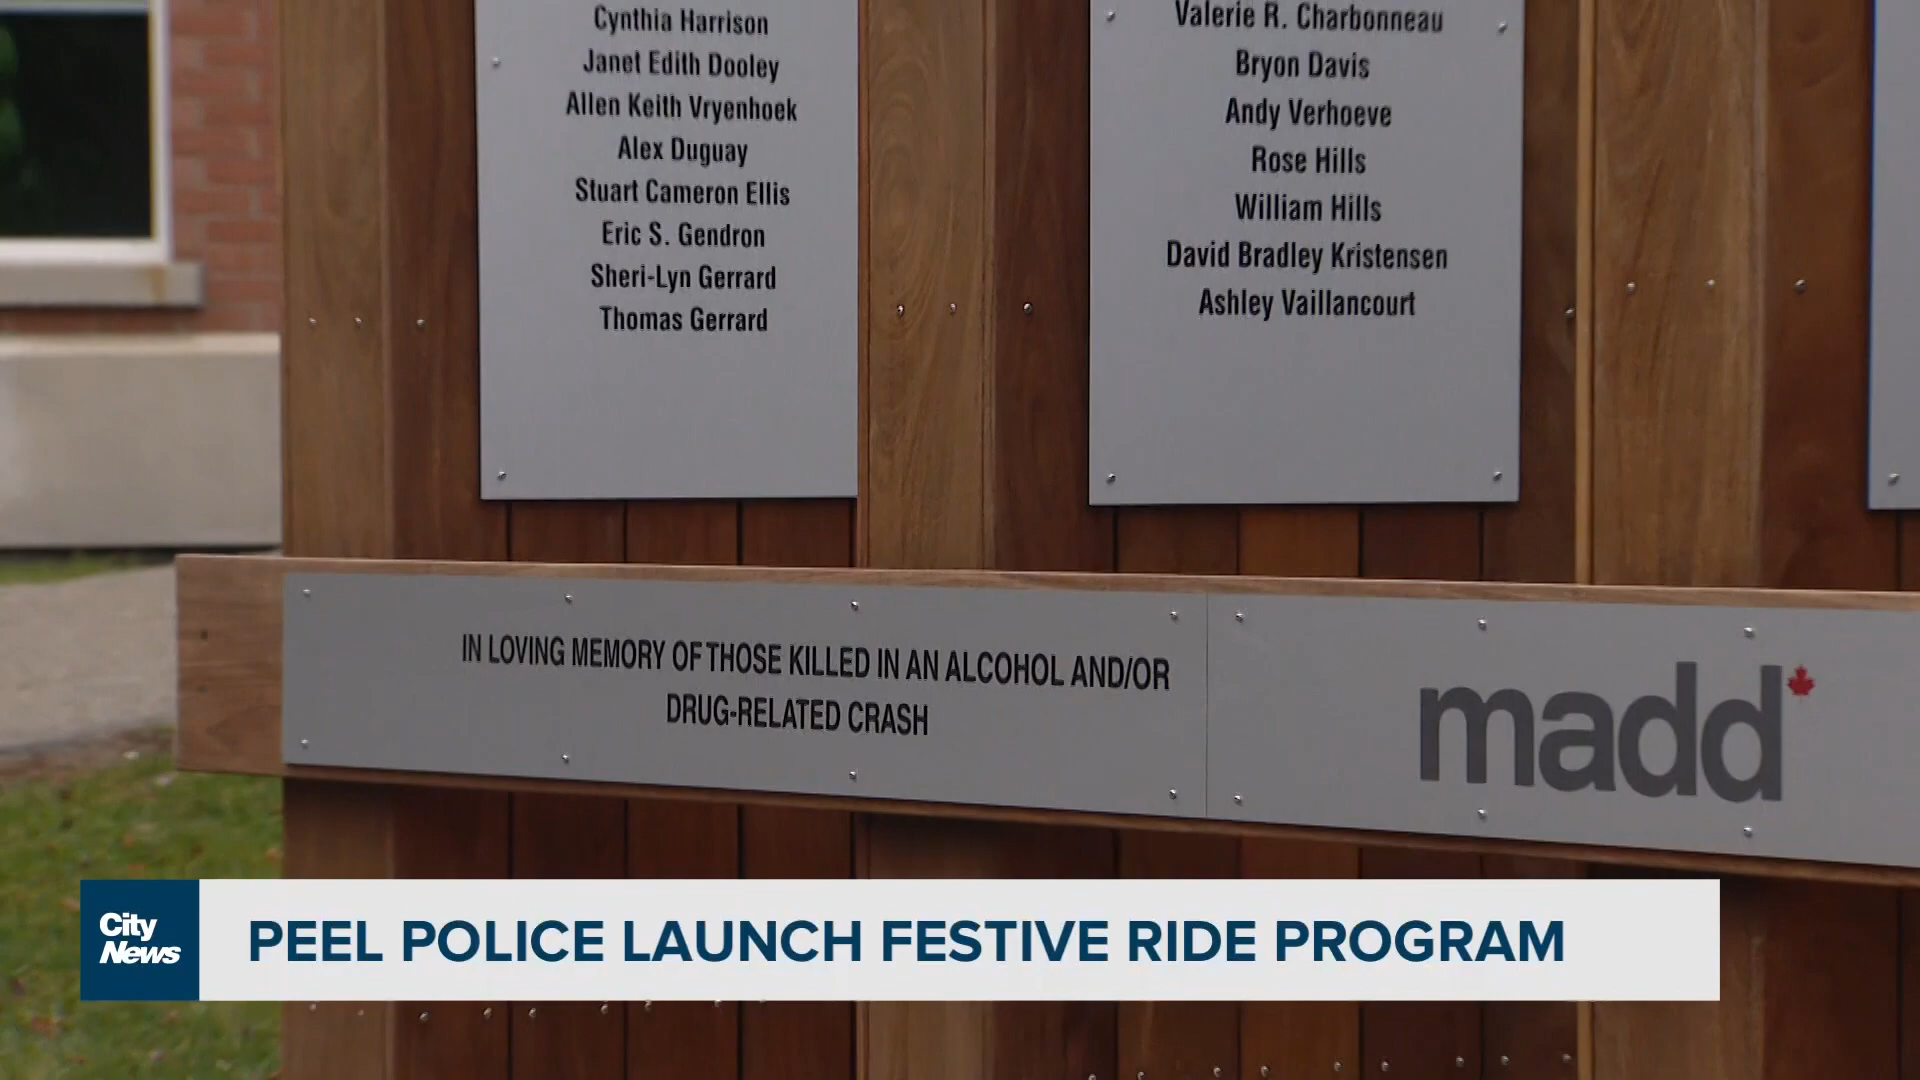 Cynthia Harrison
Janet Edith Dooley
Allen Keith Vryenhoek
Alex Duguay
Stuart Cameron Ellis
Eric S. Gendron
Sheri-Lyn Gerrard
Thomas Gerrard
Valerie R. Charbonneau
Bryon Davis
Andy Verhoeve
Rose Hills
William Hills
David Bradley Kristensen
Ashley Vaillancourt
IN LOVING MEMORY OF THOSE KILLED IN AN ALCOHOL AND/OR
DRUG-RELATED CRASH
madd
City
News
PEEL POLICE LAUNCH FESTIVE RIDE PROGRAM